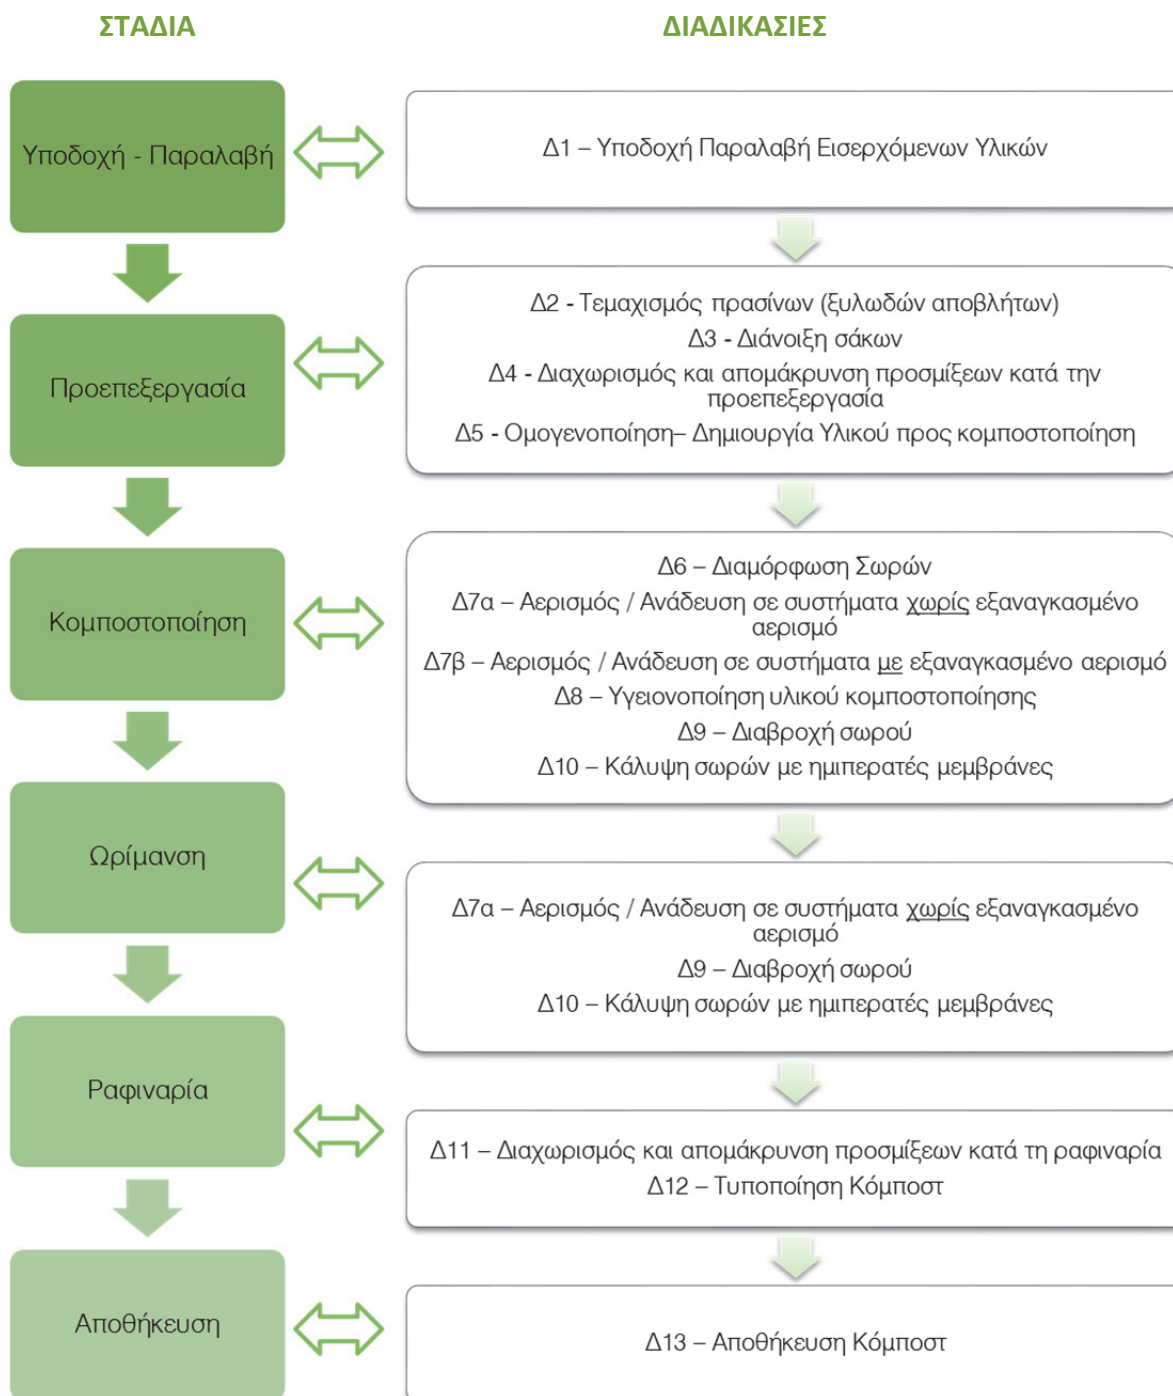 ΣΤΑΔΙΑ
ΔΙΑΔΙΚΑΣΙΕΣ
Υποδοχή - Παραλαβή
Δ1 – Υποδοχή Παραλαβή Εισερχόμενων Υλικών
Προεπεξεργασία
Δ2 - Τεμαχισμός πρασίνων (ξυλωδών αποβλήτων)
Δ3 - Διάνοιξη σάκων
Δ4 - Διαχωρισμός και απομάκρυνση προσμίξεων κατά την
προεπεξεργασία
Δ5 - Ομογενοποίηση– Δημιουργία Υλικού προς κομποστοποίηση
Κομποστοποίηση
Δ6 – Διαμόρφωση Σωρών
Δ7α – Αερισμός / Ανάδευση σε συστήματα χωρίς εξαναγκασμένο
αερισμό
Δ7β – Αερισμός / Ανάδευση σε συστήματα με εξαναγκασμένο αερισμό
Δ8 – Υγειονοποίηση υλικού κομποστοποίησης
Δ9 – Διαβροχή σωρού
Δ10 – Κάλυψη σωρών με ημιπερατές μεμβράνες
Ωρίμανση
Δ7α – Αερισμός / Ανάδευση σε συστήματα χωρίς εξαναγκασμένο
αερισμό
Δ9 – Διαβροχή σωρού
Δ10 – Κάλυψη σωρών με ημιπερατές μεμβράνες
Ραφιναρία
Δ11 – Διαχωρισμός και απομάκρυνση προσμίξεων κατά τη ραφιναρία
Δ12 – Τυποποίηση Κόμποστ
Αποθήκευση
Δ13 – Αποθήκευση Κόμποστ